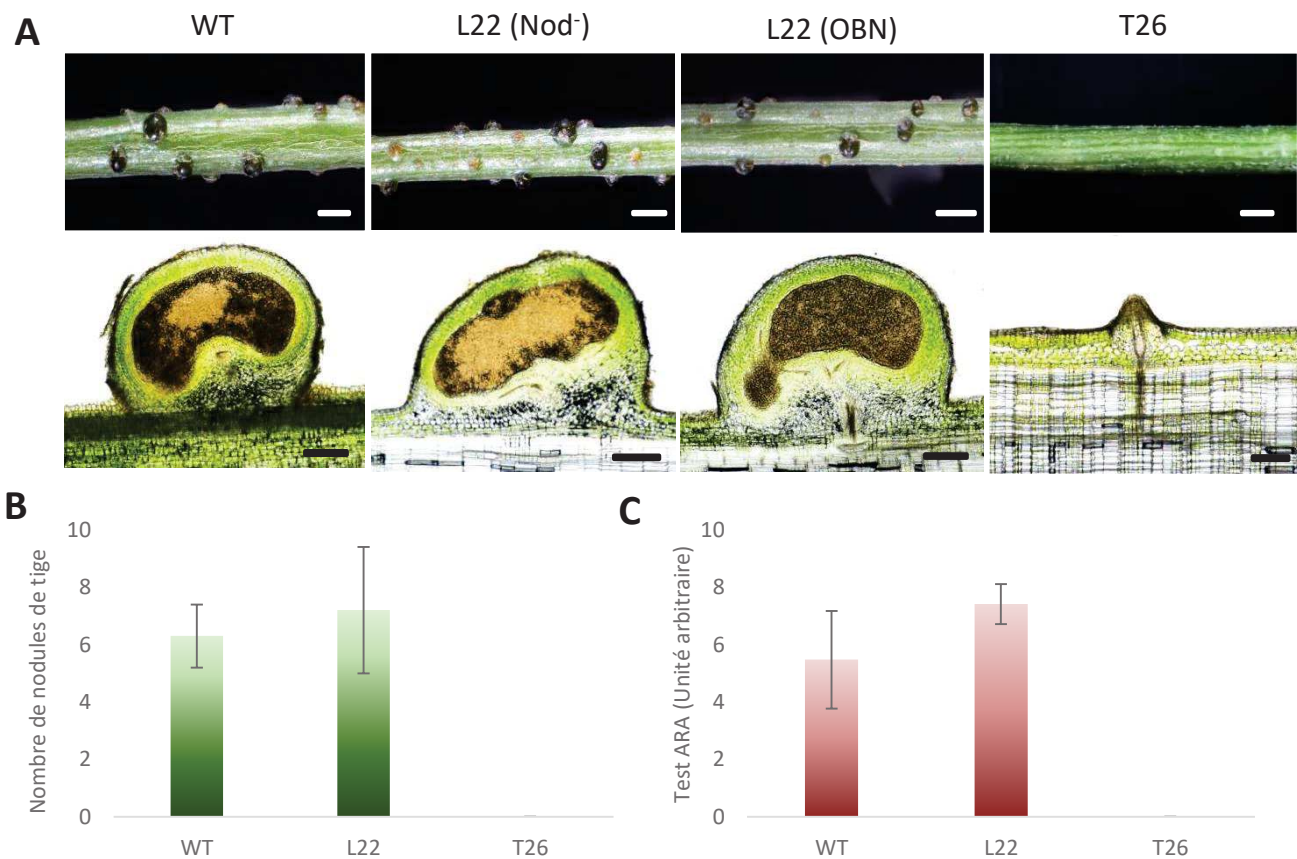 A
WT
L22 (Nod-)
L22 (OBN)
T26
B
Nombre de nodules de tige
10
8
6
4
2
0
WT
L22
T26
C
Test ARA (Unité arbitraire)
10
8
6
4
2
0
WT
L22
T26